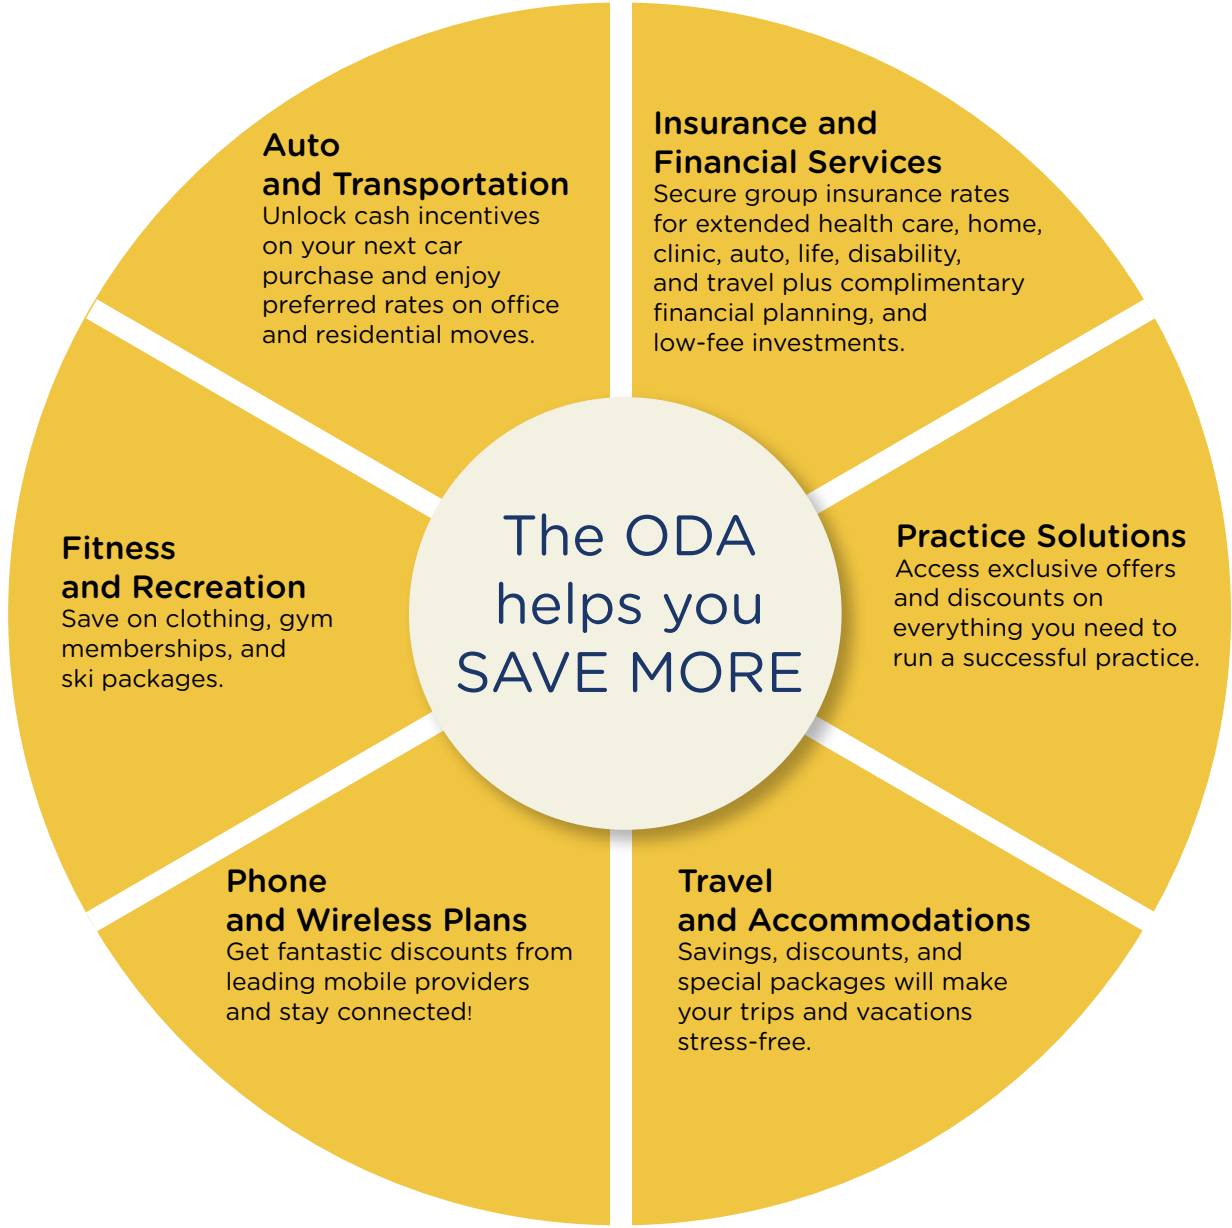 Auto
and Transportation
Unlock cash incentives
on your next car
purchase and enjoy
preferred rates on office
and residential moves.
Insurance and
Financial Services
Secure group insurance rates
for extended health care, home,
clinic, auto, life, disability,
and travel plus complimentary
financial planning, and
low-fee investments.
Fitness
and Recreation
Save on clothing, gym
memberships, and
ski packages.
The ODA
helps you
SAVE MORE
Practice Solutions
Access exclusive offers
and discounts on
everything you need to
run a successful practice.
Phone
and Wireless Plans
Get fantastic discounts from
leading mobile providers
and stay connected!
Travel
and Accommodations
Savings, discounts, and
special packages will make
your trips and vacations
stress-free.